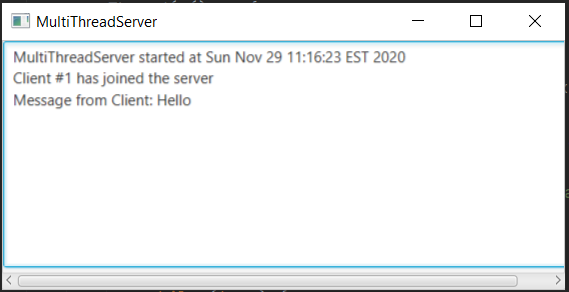 MultiThreadServer
MultiThreadServer started at Sun Nov 29 11:16:23 EST 2020
Client #1 has joined the server
Message from Client: Hello